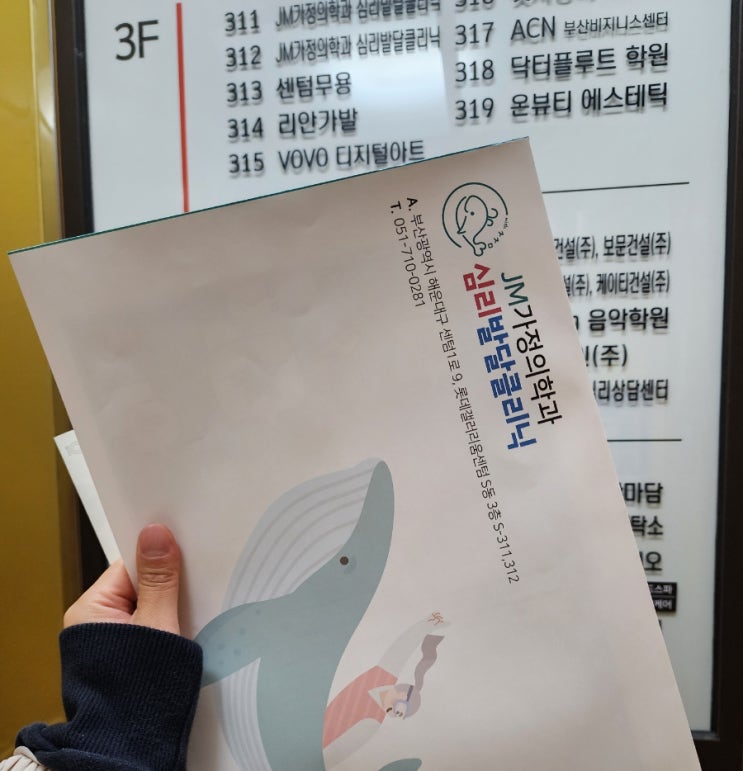 3F
311 JM가정의학과 심리발달클리닉
312 JM가정의학과 심리발달클리닉
313 센텀무용
314 리안가발
315 VOVO 디지털아트
317 ACN 부산비지니스센터
318 닥터플루트 학원
319 온뷰티 에스테틱
건설(주), 보문건설(주)
(주), 케이티건설(주)
음악학원
(주)
리상담센터
마담
탁소
오
JM가정의학과
심리발달클리닉
A. 부산광역시 해운대구 센텀1로 9, 롯데갤러리움센텀 S동 3층 S-311,312
T. 051-710-0281